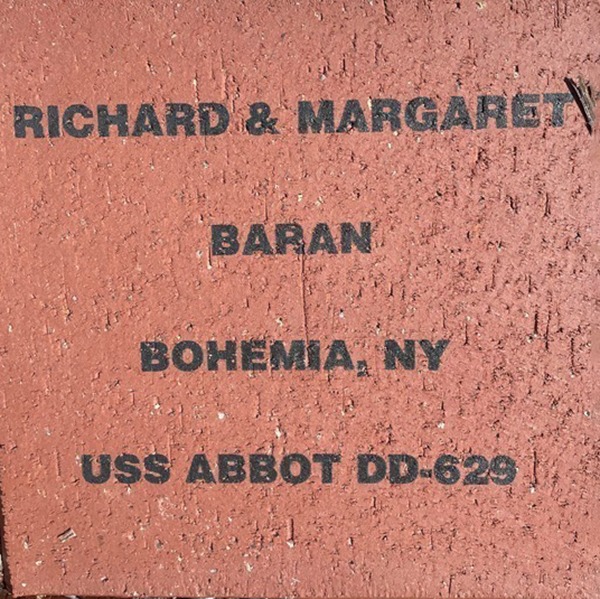 RICHARD & MARGARET
BARAN
BOHEMIA, NY
USS ABBOT DD-629